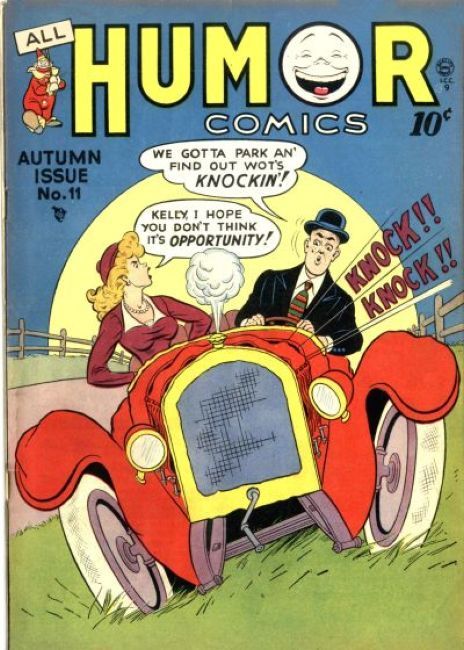 ALL
HUMOR
COMICS
10¢
AUTUMN
ISSUE
No. 11
WE GOTTA PARK AN'
FIND OUT WOT'S
KNOCKIN'!
KELLY, I HOPE
YOU DON'T THINK
IT'S OPPORTUNITY!
KNOCK!!
KNOCK!!